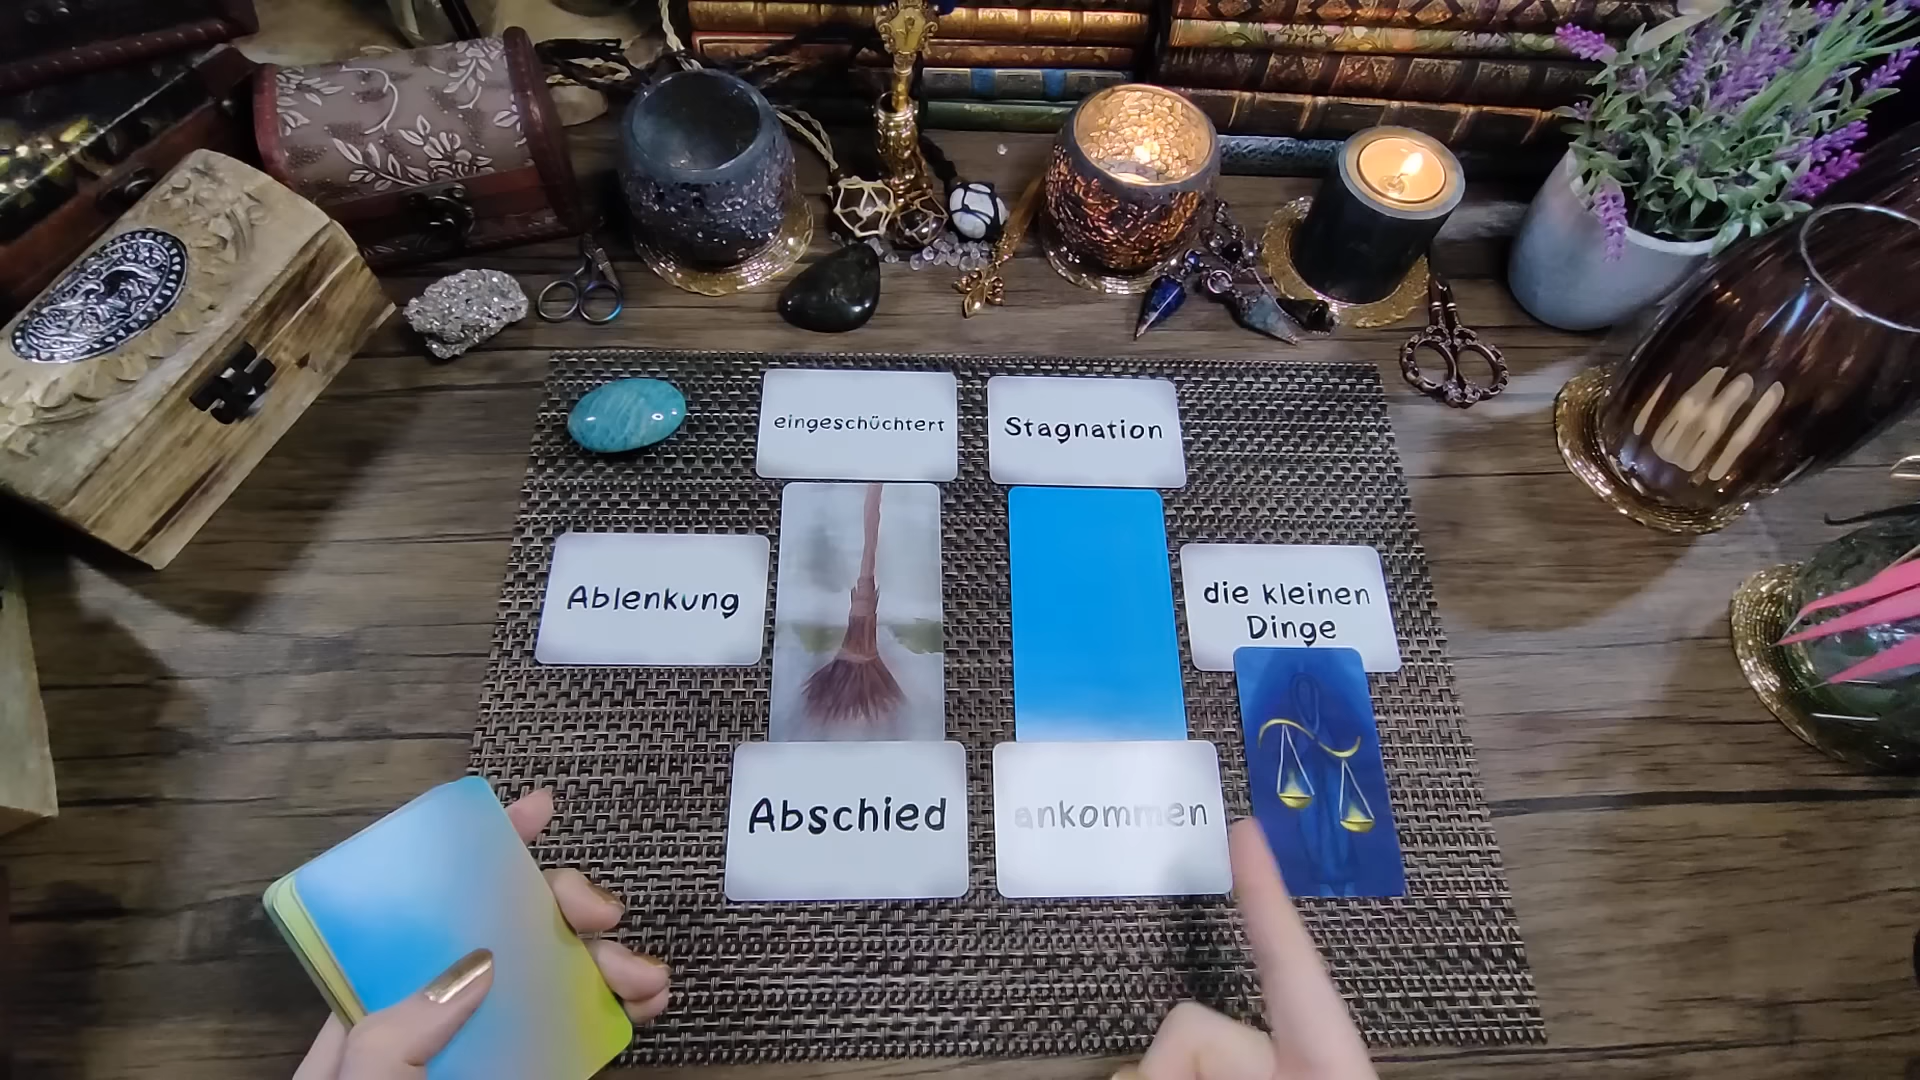 eingeschüchtert
Stagnation
Ablenkung
die kleinen
Dinge
Abschied
ankommen